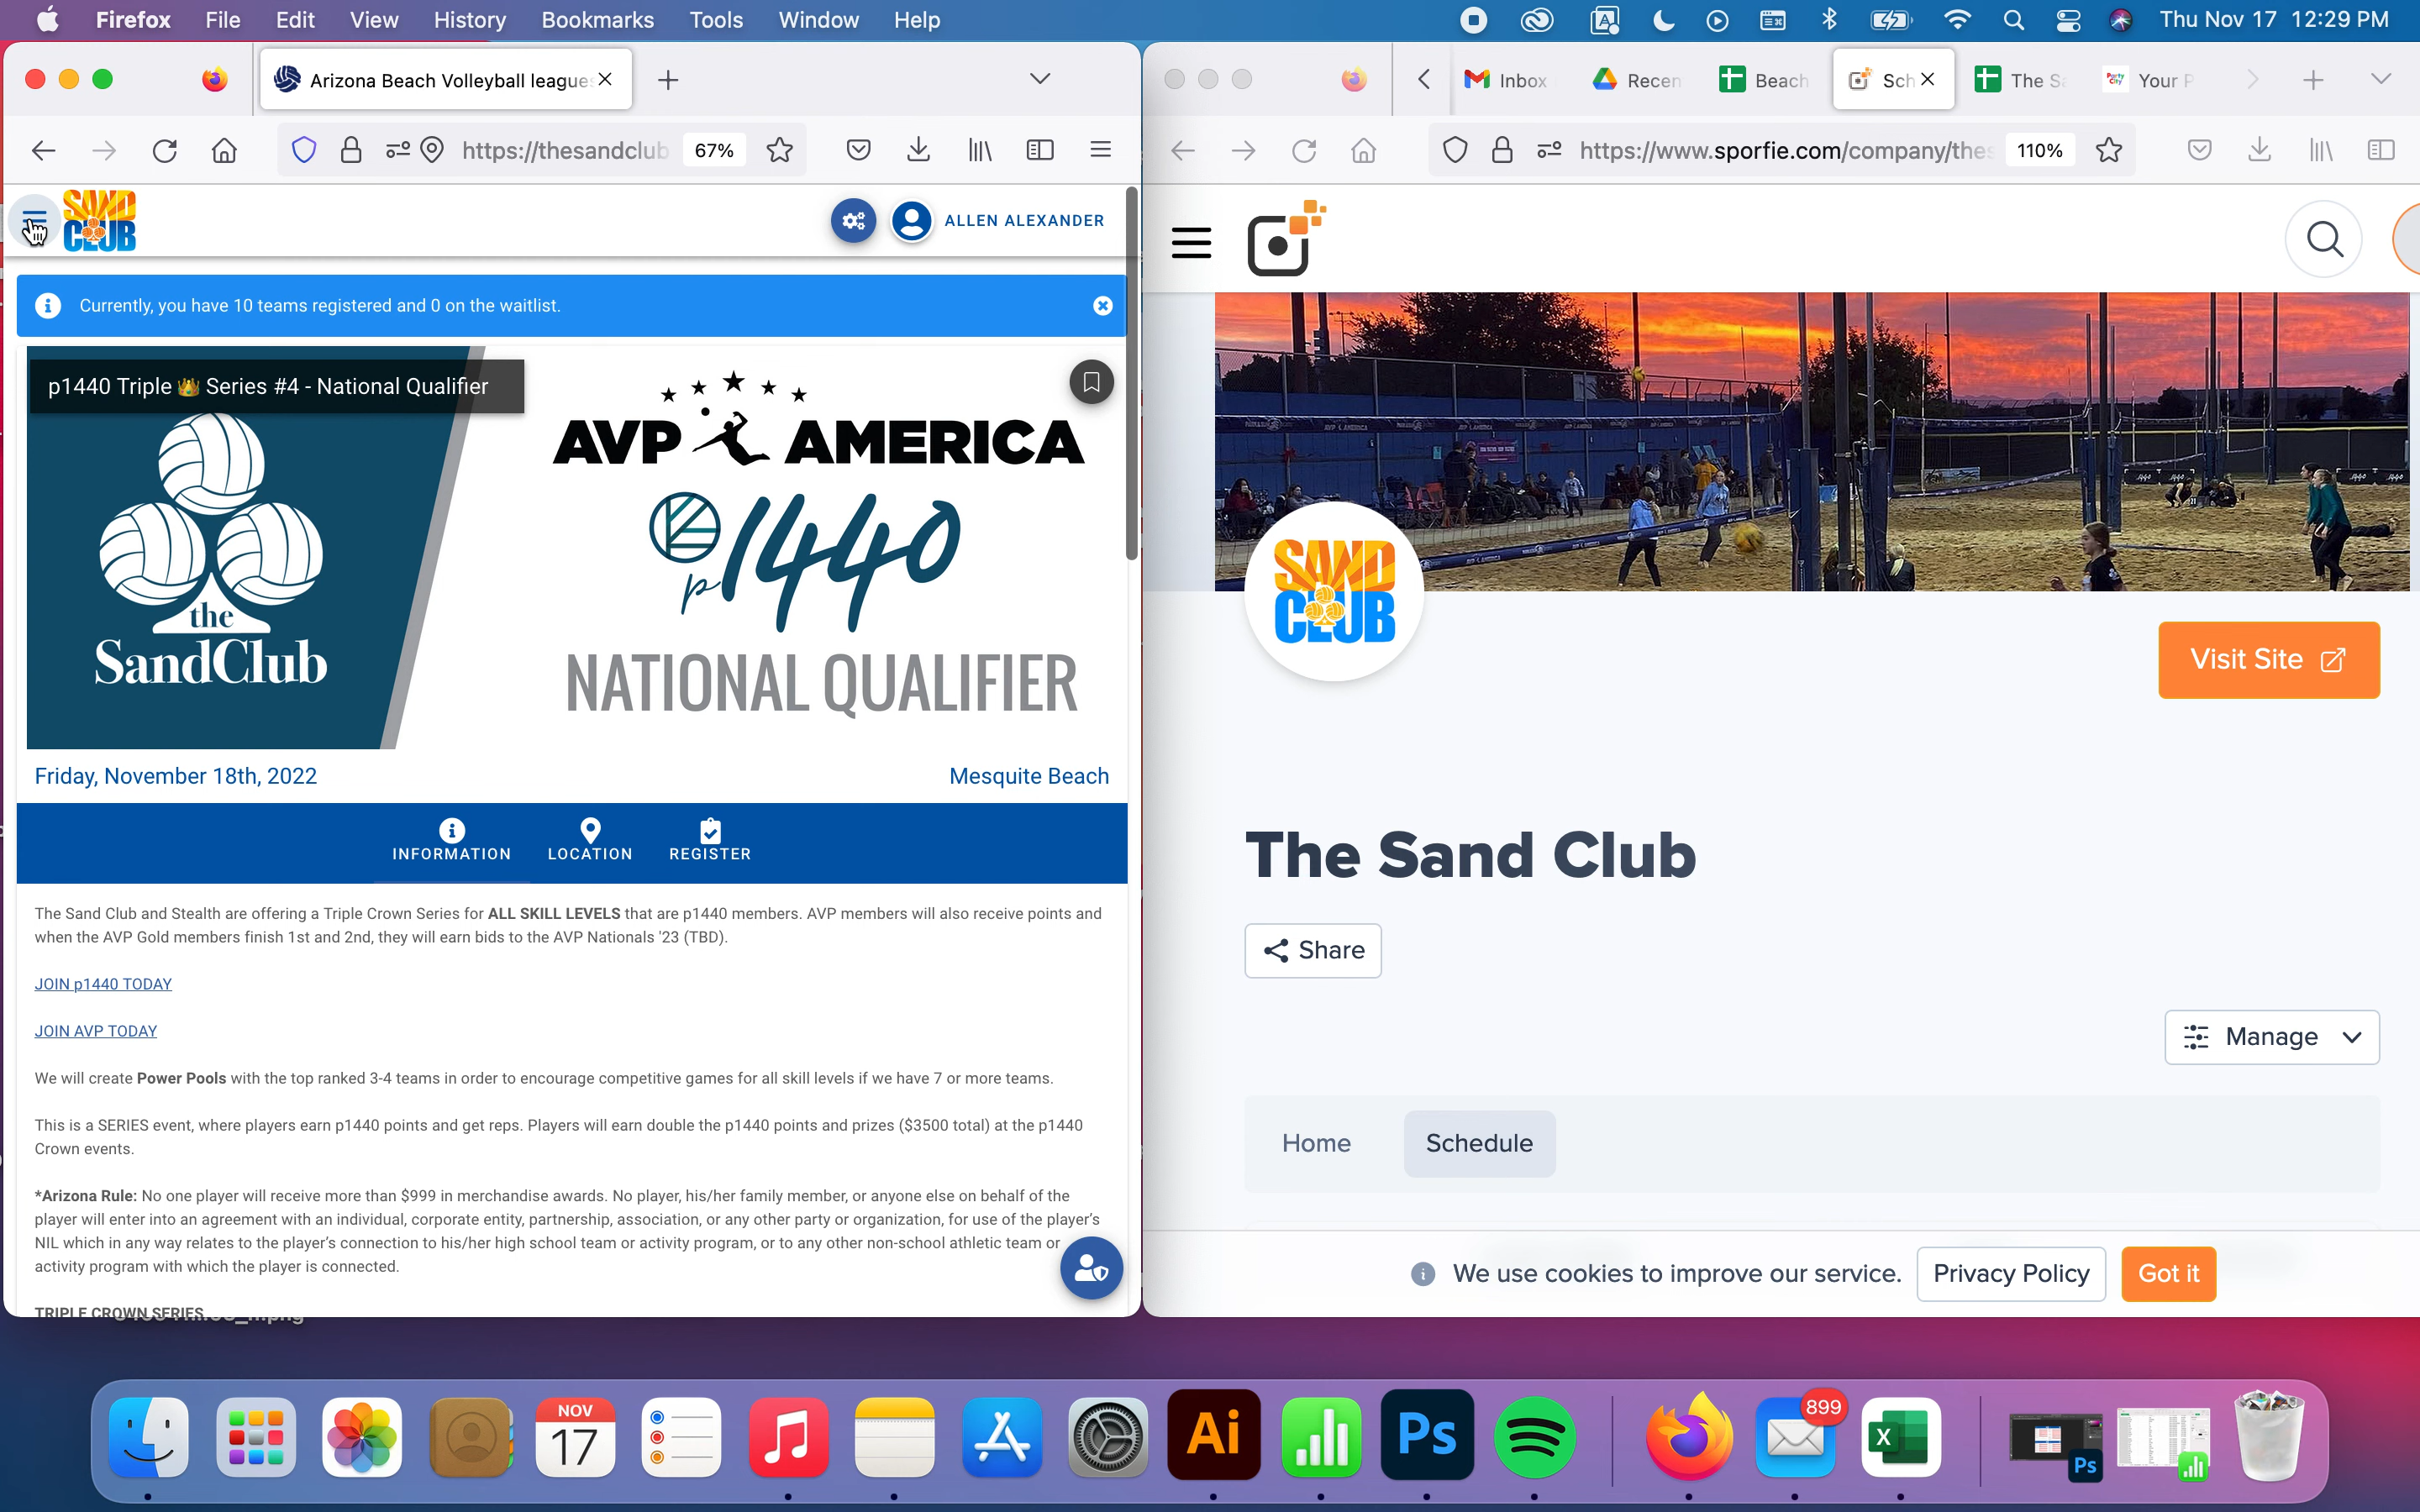 Firefox File Edit View History Bookmarks Tools Window Help
Thu Nov 17 12:29 PM
Arizona Beach Volleyball league
Inbox
Recen
Beach
Sch
The Sa
Your P
https://thesandclub
67%
https://www.sporfie.com/company/thes
110%
SAND
CLUB
ALLEN ALEXANDER
Currently, you have 10 teams registered and 0 on the waitlist.
p1440 Triple 👑 Series #4 - National Qualifier
the
SandClub
AVP AMERICA
p1440
NATIONAL QUALIFIER
Friday, November 18th, 2022
Mesquite Beach
INFORMATION
LOCATION
REGISTER
The Sand Club and Stealth are offering a Triple Crown Series for ALL SKILL LEVELS that are p1440 members. AVP members will also receive points and
when the AVP Gold members finish 1st and 2nd, they will earn bids to the AVP Nationals '23 (TBD).
JOIN p1440 TODAY
JOIN AVP TODAY
We will create Power Pools with the top ranked 3-4 teams in order to encourage competitive games for all skill levels if we have 7 or more teams.
This is a SERIES event, where players earn p1440 points and get reps. Players will earn double the p1440 points and prizes ($3500 total) at the p1440
Crown events.
*Arizona Rule: No one player will receive more than $999 in merchandise awards. No player, his/her family member, or anyone else on behalf of the
player will enter into an agreement with an individual, corporate entity, partnership, association, or any other party or organization, for use of the player's
NIL which in any way relates to the player's connection to his/her high school team or activity program, or to any other non-school athletic team or
activity program with which the player is connected.
TRIPLE CROWN SERIES
SAND
CLUB
Visit Site
The Sand Club
Share
Manage
Home
Schedule
We use cookies to improve our service.
Privacy Policy
Got it
NOV
17
Ai
Ps
899
X
Ps